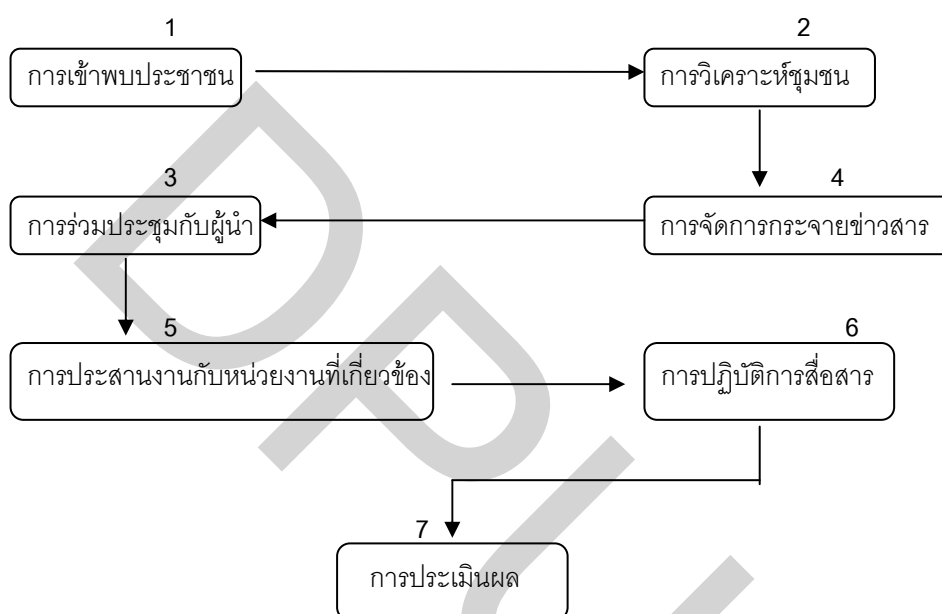 1
2
การเข้าพบประชาชน
การวิเคราะห์ชุมชน
3
4
การร่วมประชุมกับผู้นำ
การจัดการกระจายข่าวสาร
5
6
การประสานงานกับหน่วยงานที่เกี่ยวข้อง
การปฏิบัติการสื่อสาร
7
การประเมินผล
DPU